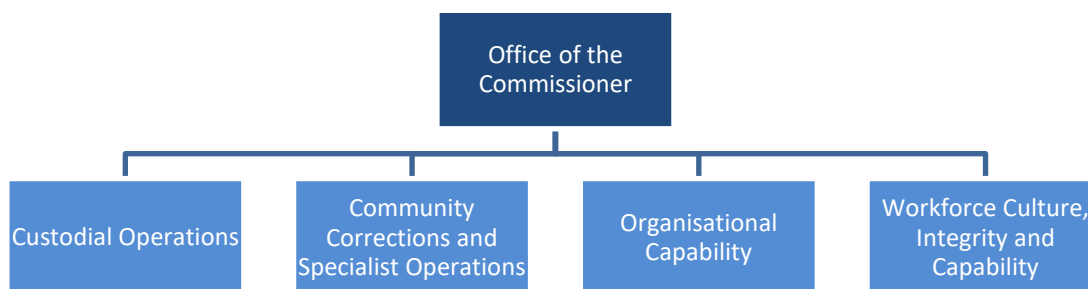 Office of the
Commissioner
Custodial Operations
Community
Corrections and
Specialist Operations
Organisational
Capability
Workforce Culture,
Integrity and
Capability